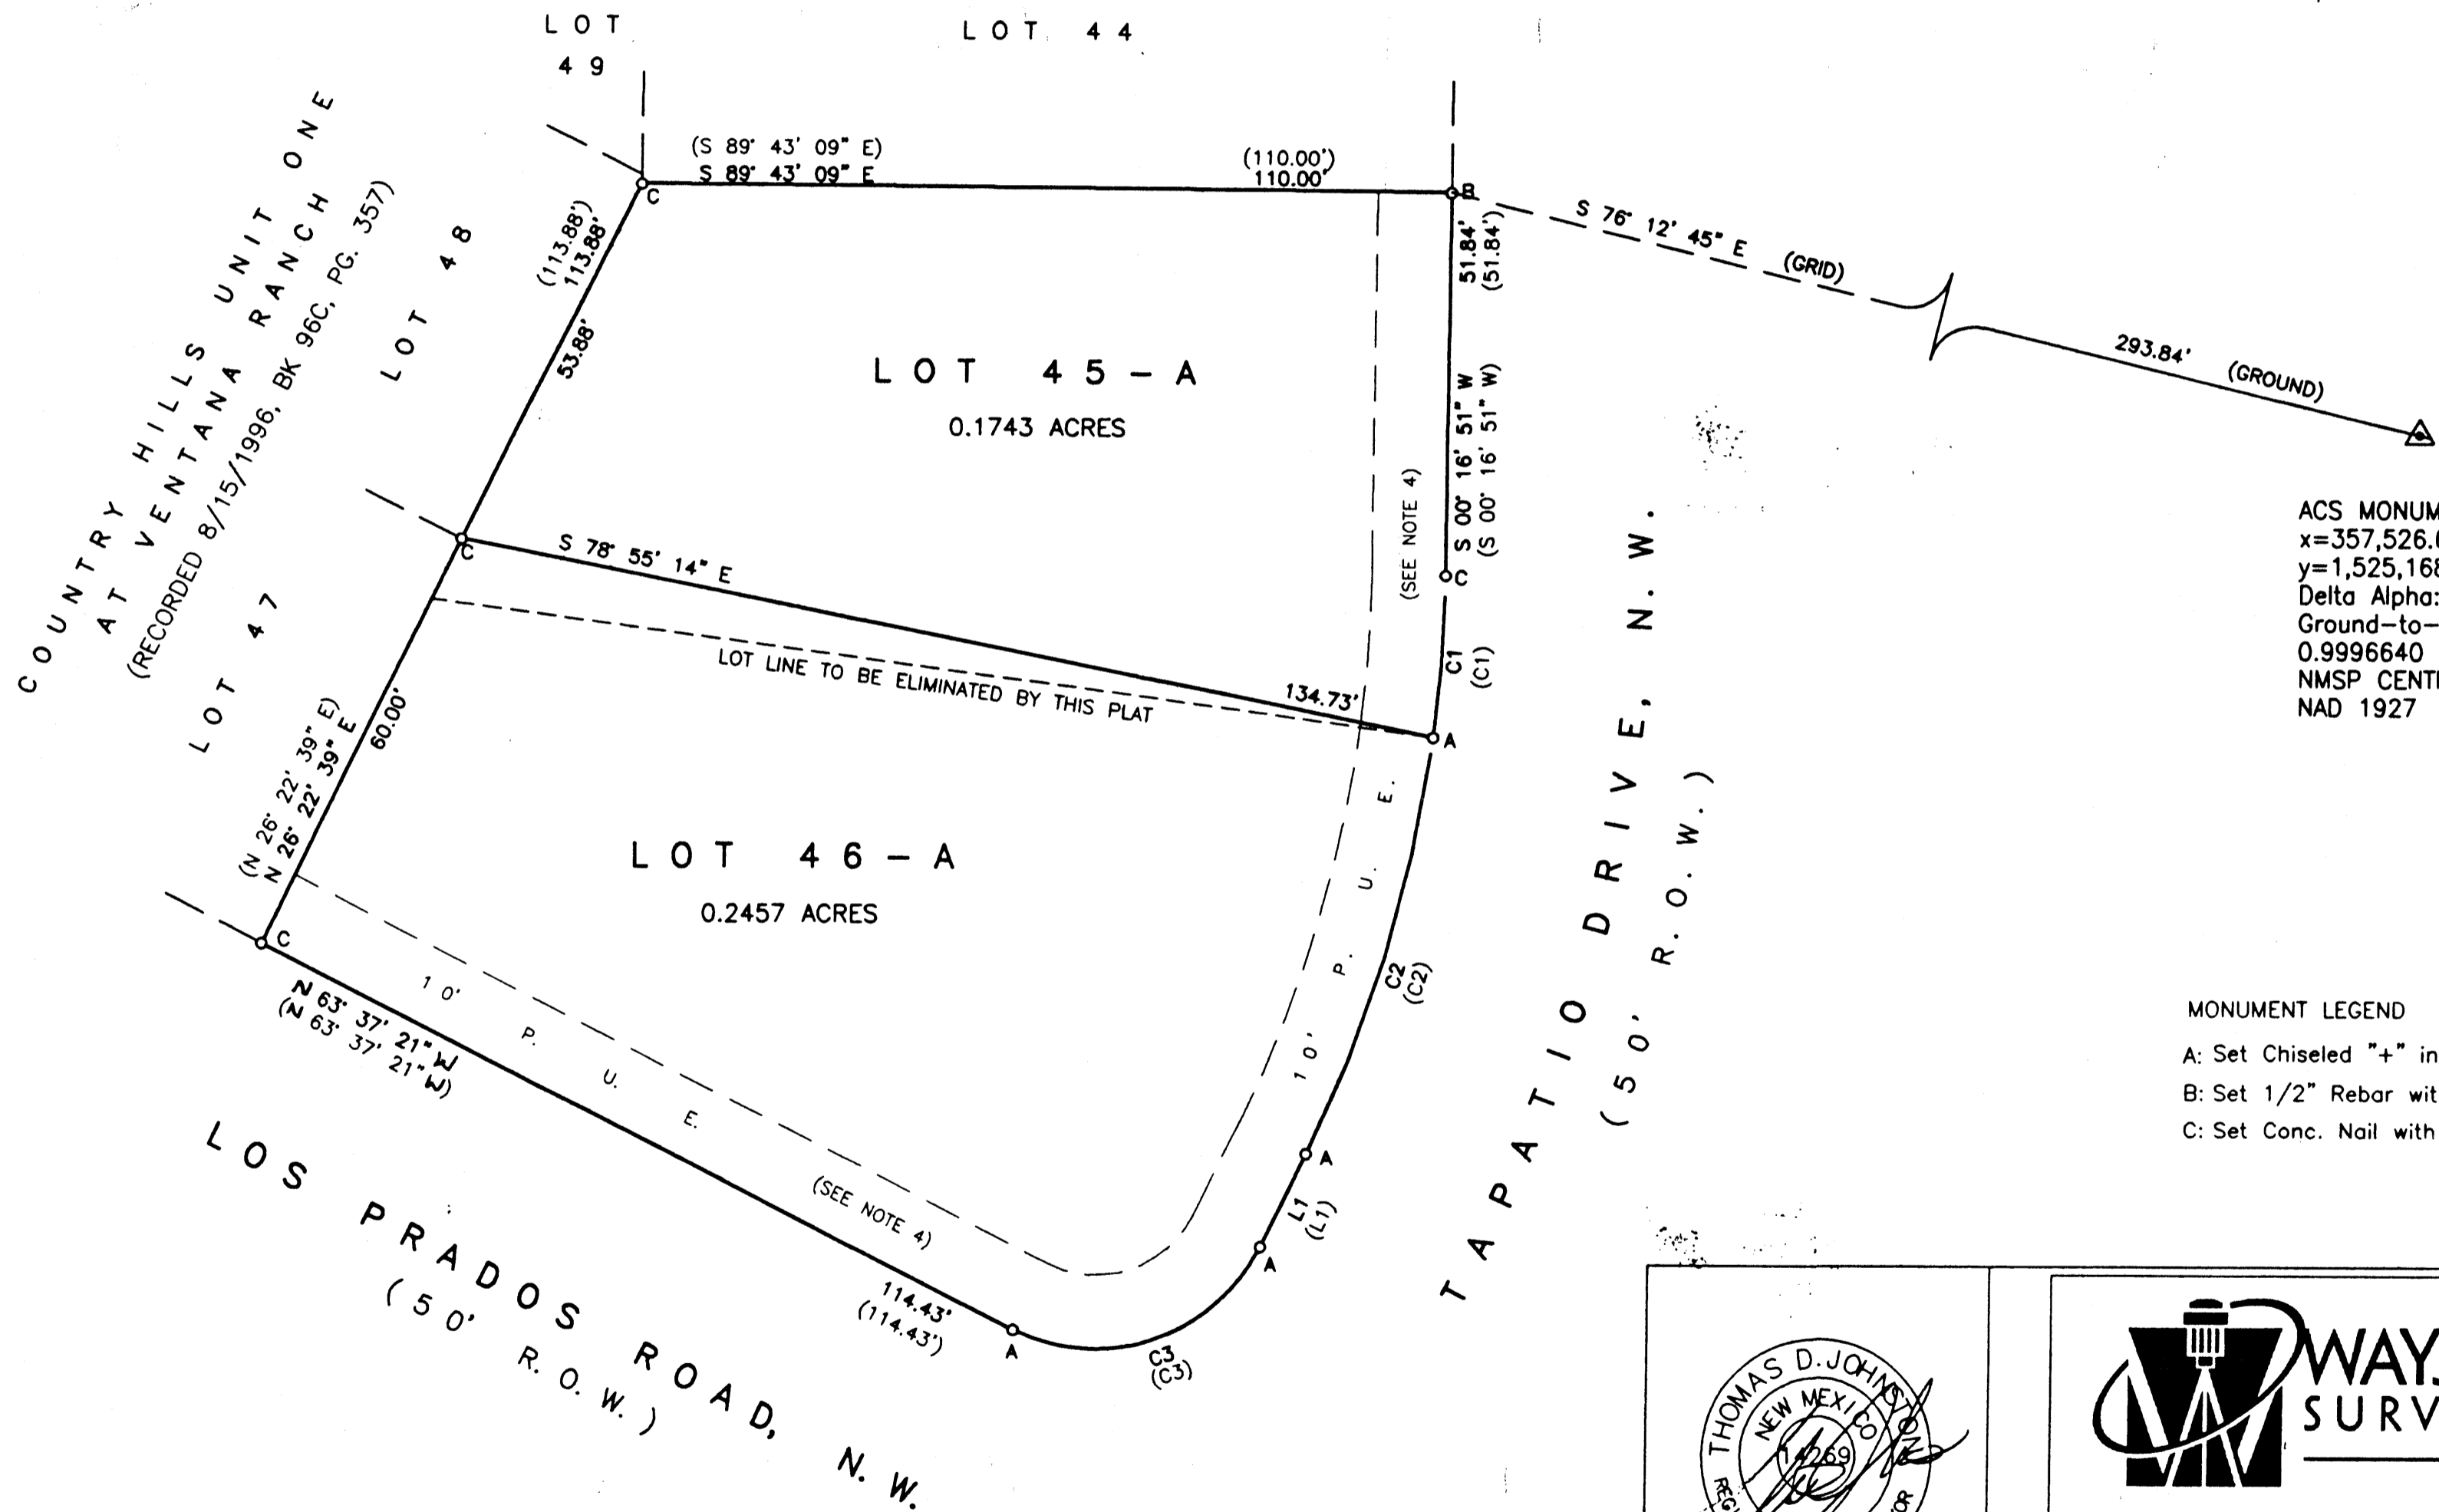 LOT
49
LOT 44
COUNTRY HILLS UNIT ONE
AT VENTANA RANCH
(RECORDED 8/15/1996, BK 96C, PG. 357)
LOT 48
LOT 47
(S 89° 43' 09" E)
S 89° 43' 09" E
(110.00')
110.00'
C
B
(113.88')
113.88'
53.88'
51.84'
(51.84')
S 76° 12' 45" E (GRID)
293.84' (GROUND)
LOT 45-A
0.1743 ACRES
(SEE NOTE 4)
S 00° 16' 51" W
(S 00° 16' 51" W)
C
C
S 78° 55' 14" E
134.73'
LOT LINE TO BE ELIMINATED BY THIS PLAT
C1
(C1)
A
60.00'
(N 26° 22' 39" E)
N 26° 22' 39" E
LOT 46-A
0.2457 ACRES
10' P. U. E.
C2
(C2)
C
N 63° 37' 21" W
(N 63° 37' 21" W)
10' P. U. E.
(SEE NOTE 4)
A
L1
(L1)
A
114.43'
(114.43')
A
C3
(C3)
TAPATIO DRIVE, N.W.
(50' R.O.W.)
LOS PRADOS ROAD, N.W.
(50' R.O.W.)
ACS MONUM
x=357,526.
y=1,525,168
Delta Alpha:
Ground-to-
0.9996640
NMSP CENT
NAD 1927
MONUMENT LEGEND
A: Set Chiseled "+" in
B: Set 1/2" Rebar wit
C: Set Conc. Nail with
THOMAS D. JOHNSTON
NEW MEXICO
14269
WAY
SURV